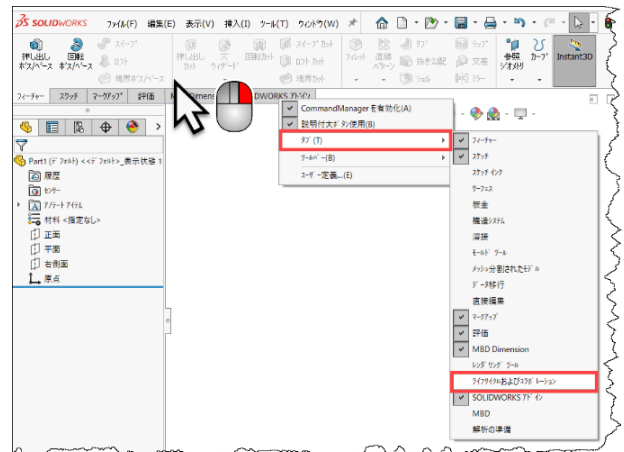 SOLIDWORKS ファイル(F) 編集(E) 表示(V) 挿入(I) ツール(T) ウィンドウ(W)
押し出しボス/ベース
回転ボス/ベース
スイープ
ロフト
境界ボス/ベース
押し出しカット
穴ウィザード
回転カット
スイープ カット
ロフト カット
境界カット
フィレット
直線パターン
リブ
抜き勾配
シェル
ラップ
交差
ミラー
参照ジオメトリ
カーブ
Instant3D
フィーチャー スケッチ マークアップ 評価 MBD Dimens DWORKS アドイン
CommandManager を有効化(A)
説明付大ボタン使用(B)
タブ(T)
ツールバー(B)
ユーザー定義...(E)
フィーチャー
スケッチ
スケッチ インク
サーフェス
板金
構造システム
溶接
モールド ツール
メッシュ分割されたモデル
データ移行
直接編集
マークアップ
評価
MBD Dimension
レンダリング ツール
ライフサイクルおよびコラボレーション
SOLIDWORKS アドイン
MBD
解析の準備
Part1 (デフォルト) <<デフォルト>_表示状態 1
履歴
センサー
アノテート アイテム
材料 <指定なし>
正面
平面
右側面
原点